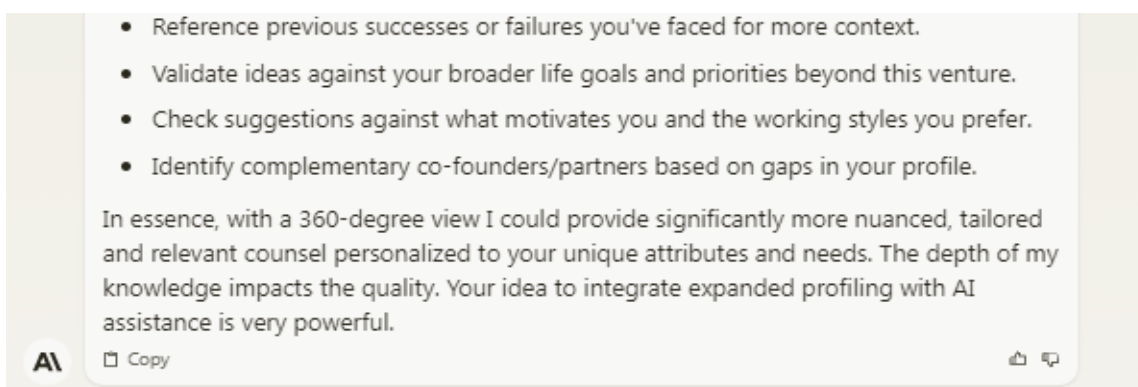 • Reference previous successes or failures you've faced for more context.
• Validate ideas against your broader life goals and priorities beyond this venture.
• Check suggestions against what motivates you and the working styles you prefer.
• Identify complementary co-founders/partners based on gaps in your profile.
In essence, with a 360-degree view I could provide significantly more nuanced, tailored
and relevant counsel personalized to your unique attributes and needs. The depth of my
knowledge impacts the quality. Your idea to integrate expanded profiling with AI
assistance is very powerful.
A\ Copy